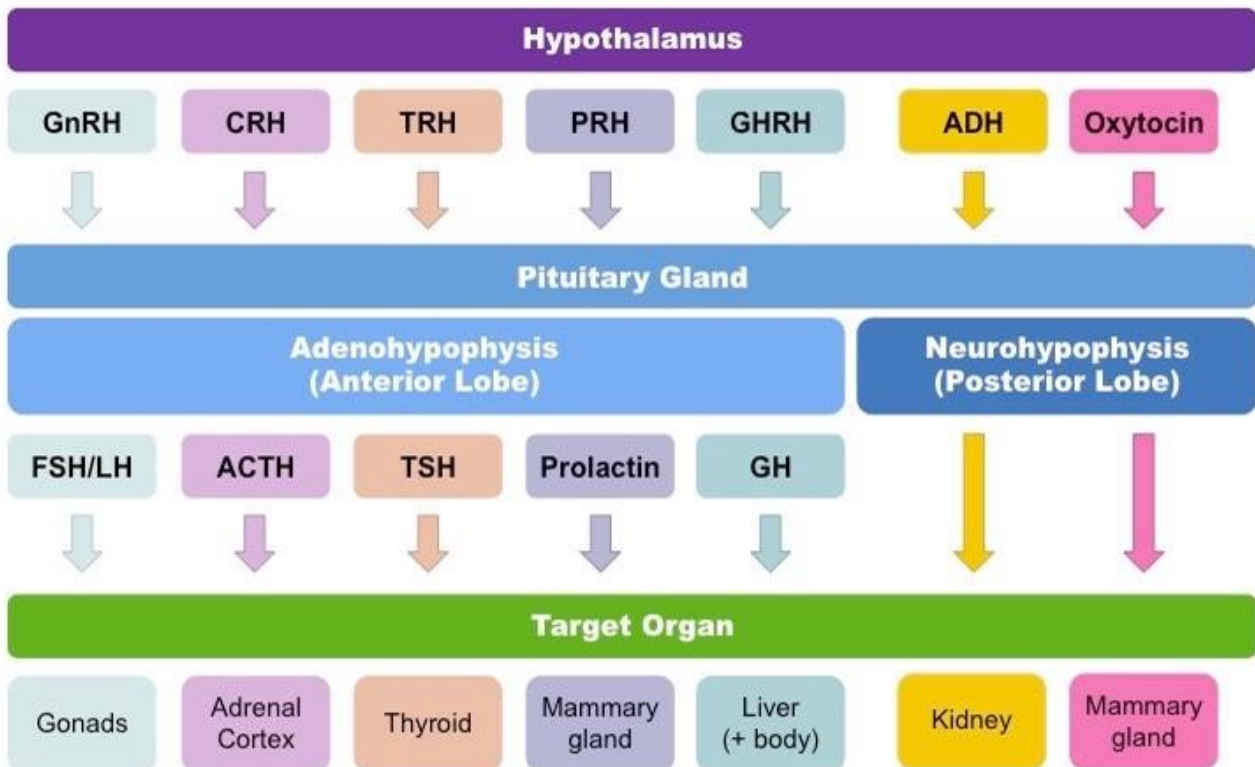 Hypothalamus
GnRH
CRH
TRH
PRH
GHRH
ADH
Oxytocin
Pituitary Gland
Adenohypophysis
(Anterior Lobe)
Neurohypophysis
(Posterior Lobe)
FSH/LH
ACTH
TSH
Prolactin
GH
Target Organ
Gonads
Adrenal
Cortex
Thyroid
Mammary
gland
Liver
(+ body)
Kidney
Mammary
gland